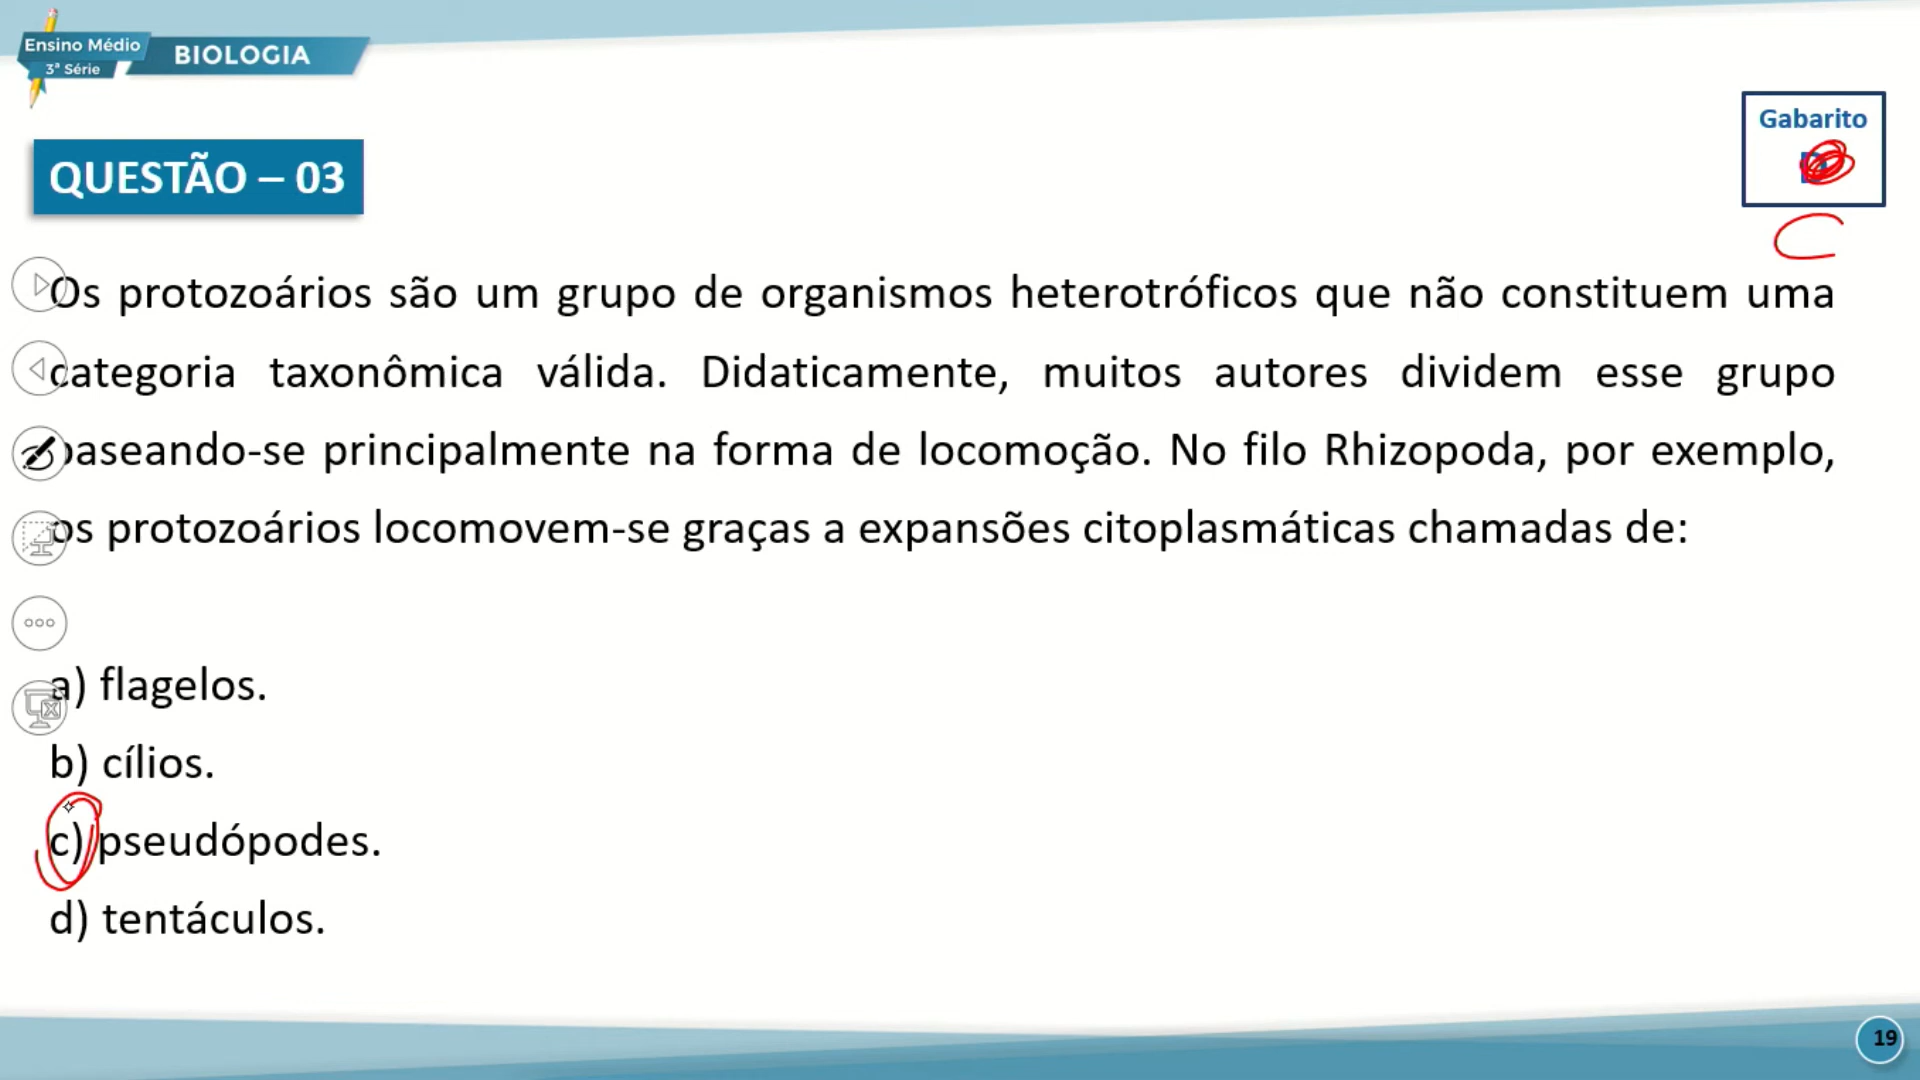 Ensino Médio
3ª Série
BIOLOGIA
Gabarito
QUESTÃO – 03
C
Os protozoários são um grupo de organismos heterotróficos que não constituem uma
categoria taxonômica válida. Didaticamente, muitos autores dividem esse grupo
baseando-se principalmente na forma de locomoção. No filo Rhizopoda, por exemplo,
os protozoários locomovem-se graças a expansões citoplasmáticas chamadas de:
a) flagelos.
b) cílios.
c) pseudópodes.
d) tentáculos.
19